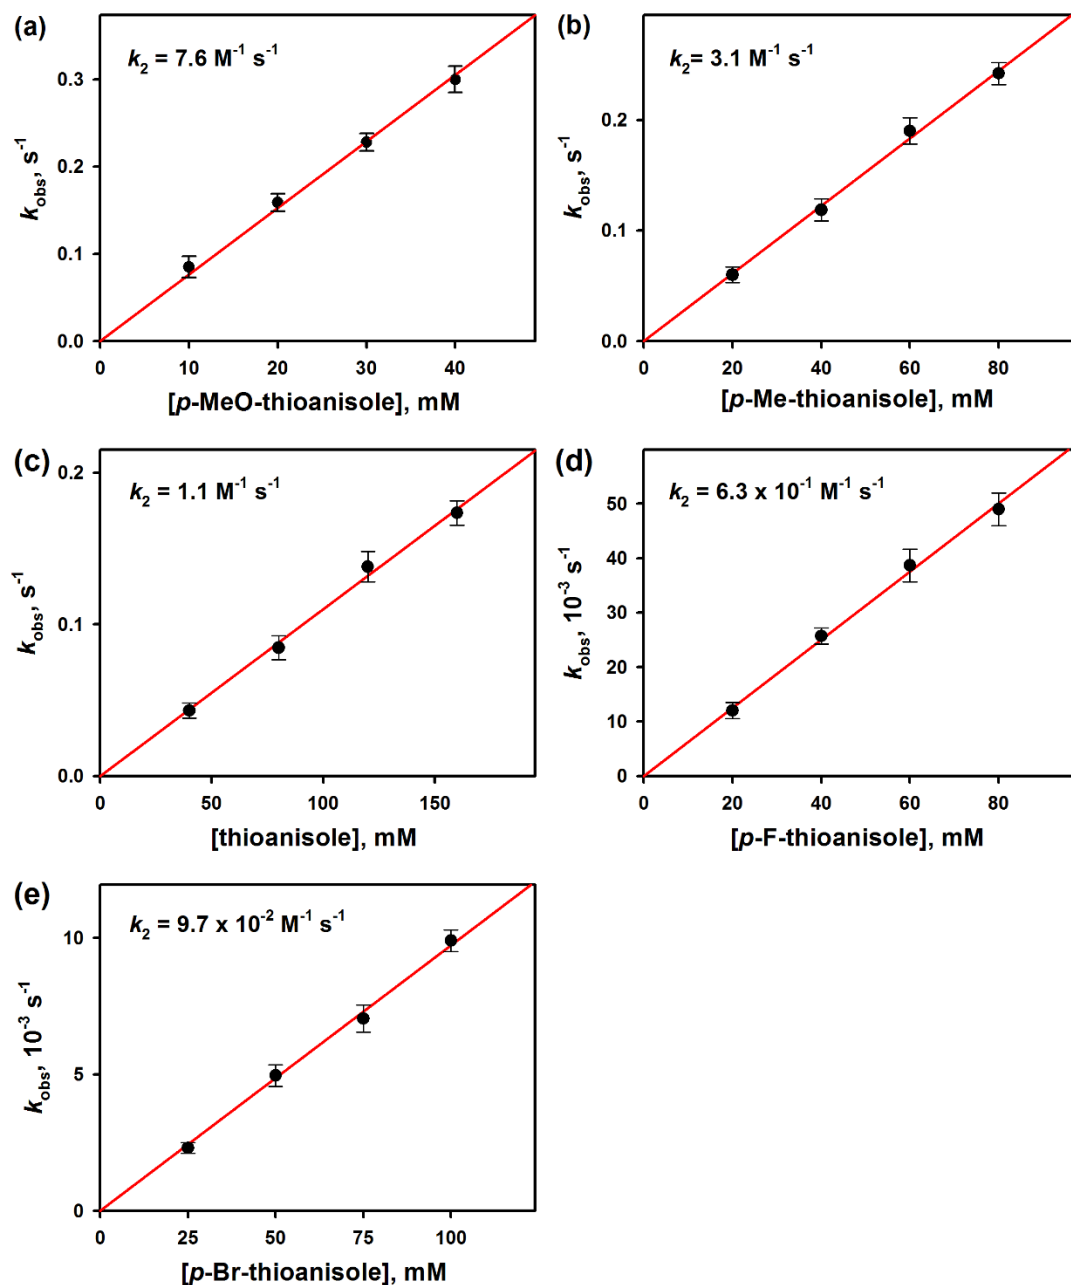 (a)
k₂ = 7.6 M⁻¹ s⁻¹
k_obs, s⁻¹
0.3
0.2
0.1
0.0
0 10 20 30 40
[p-MeO-thioanisole], mM
(b)
k₂= 3.1 M⁻¹ s⁻¹
k_obs, s⁻¹
0.2
0.1
0.0
0 20 40 60 80
[p-Me-thioanisole], mM
(c)
k₂ = 1.1 M⁻¹ s⁻¹
k_obs, s⁻¹
0.2
0.1
0.0
0 50 100 150
[thioanisole], mM
(d)
k₂ = 6.3 x 10⁻¹ M⁻¹ s⁻¹
k_obs, 10⁻³ s⁻¹
50
40
30
20
10
0
0 20 40 60 80
[p-F-thioanisole], mM
(e)
k₂ = 9.7 x 10⁻² M⁻¹ s⁻¹
k_obs, 10⁻³ s⁻¹
10
5
0
0 25 50 75 100
[p-Br-thioanisole], mM